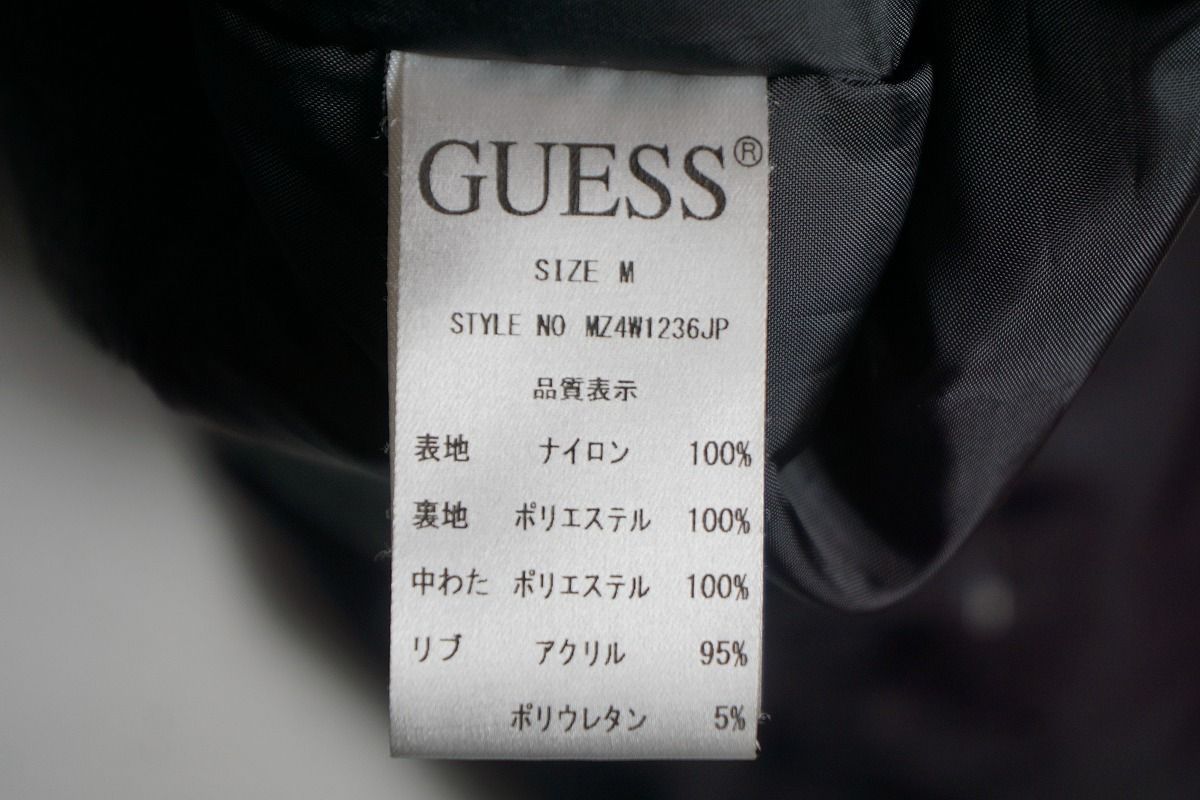 GUESS®
SIZE M
STYLE NO MZ4W1236JP
品質表示
表地 ナイロン 100%
裏地 ポリエステル 100%
中わた ポリエステル 100%
リブ アクリル 95%
ポリウレタン 5%